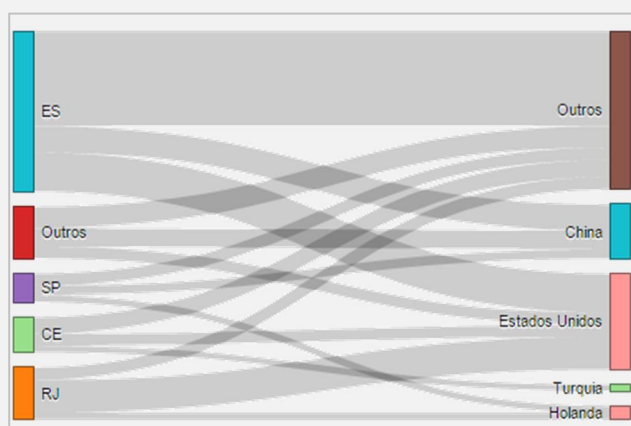 ES
Outros
SP
CE
RJ
Outros
China
Estados Unidos
Turquia
Holanda